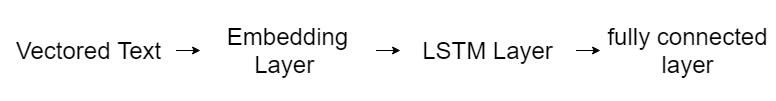 Vectored Text
Embedding
Layer
LSTM Layer
fully connected
layer